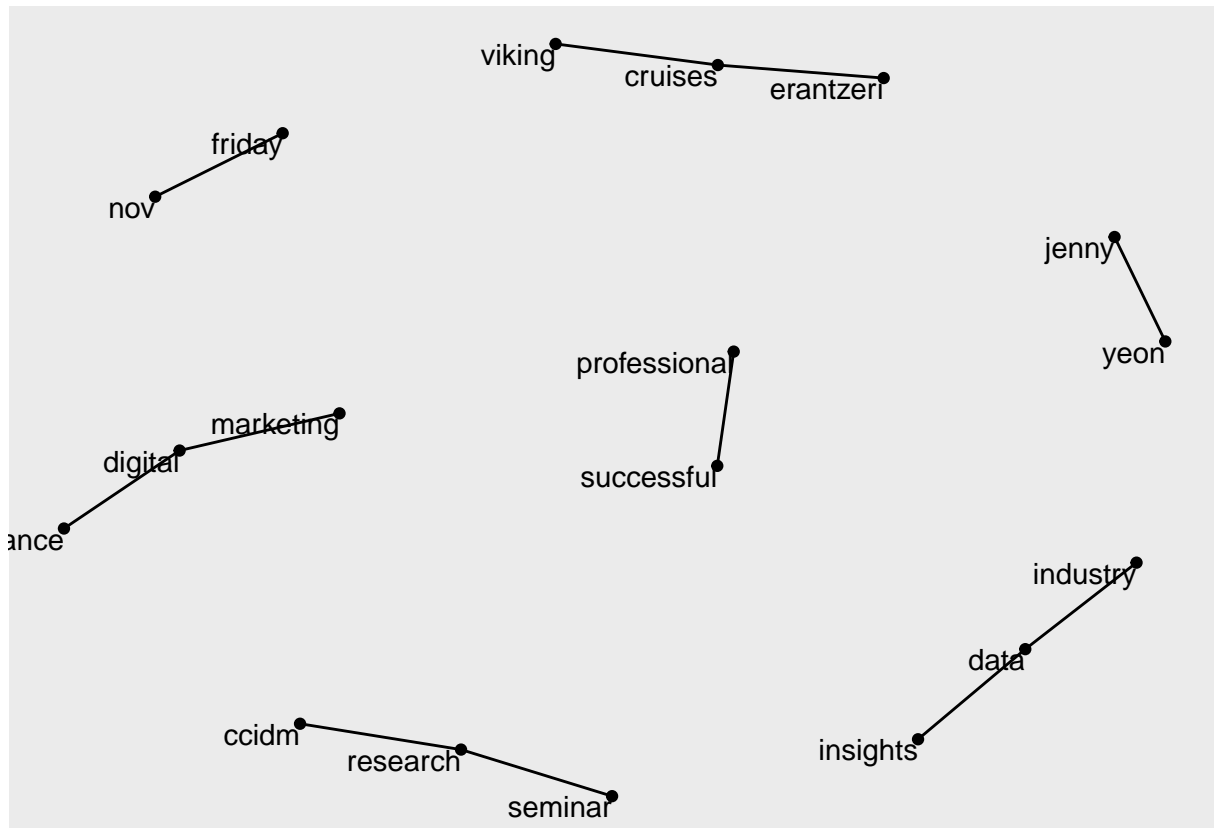 viking
cruises
erantzeri
friday
nov
jenny
yeon
professional
marketing
digital
successful
ance
industry
data
ccidm
research
insights
seminar